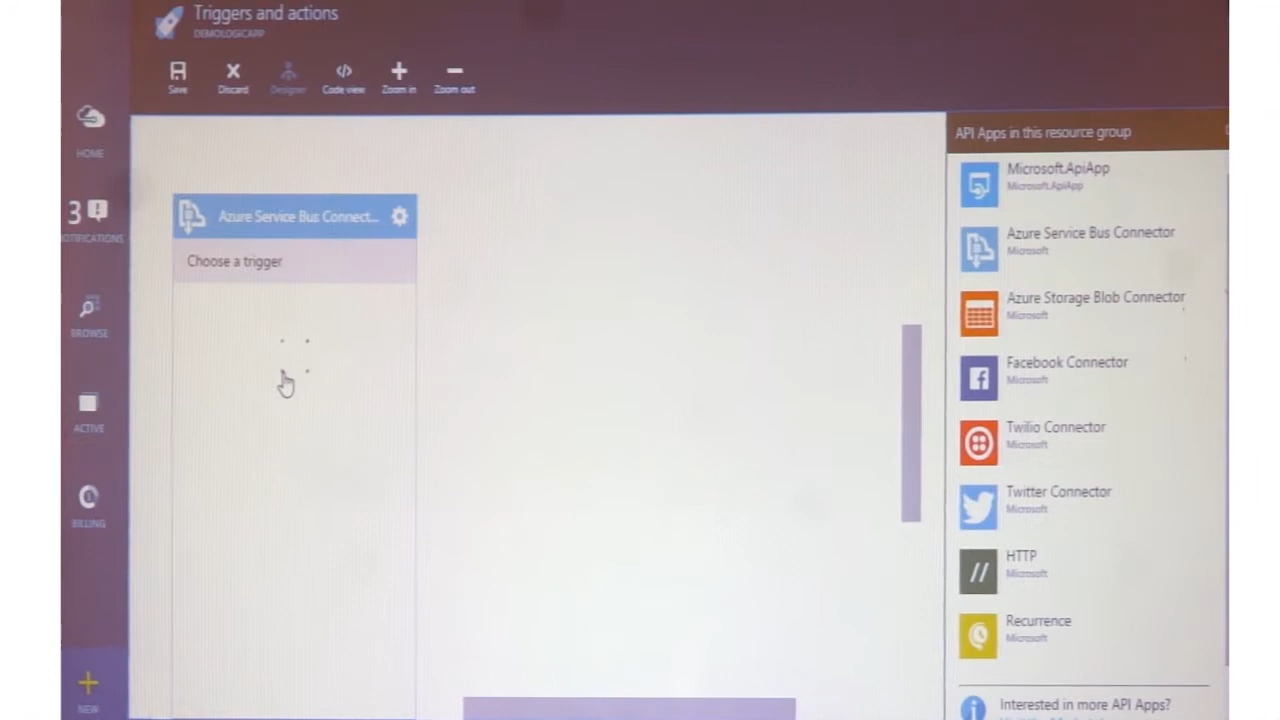 Triggers and actions
DEMOLOGICAPP
Save
Discard
Designer
Code view
Zoom in
Zoom out
HOME
3
NOTIFICATIONS
BROWSE
ACTIVE
BILLING
NEW
Azure Service Bus Connect...
Choose a trigger
API Apps in this resource group
Microsoft.ApiApp
Microsoft.ApiApp
Azure Service Bus Connector
Microsoft
Azure Storage Blob Connector
Microsoft
Facebook Connector
Microsoft
Twilio Connector
Microsoft
Twitter Connector
Microsoft
HTTP
Microsoft
Recurrence
Microsoft
Interested in more API Apps?